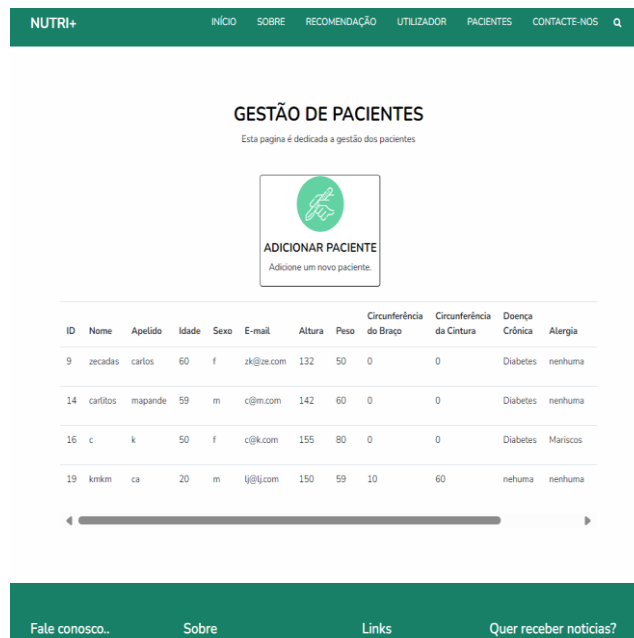 NUTRI+ INÍCIO SOBRE RECOMENDAÇÃO UTILIZADOR PACIENTES CONTACTE-NOS
GESTÃO DE PACIENTES
Esta pagina é dedicada a gestão dos pacientes
ADICIONAR PACIENTE
Adicione um novo paciente.
ID Nome Apelido Idade Sexo E-mail Altura Peso Circunferência do Braço Circunferência da Cintura Doença Crônica Alergia
9 zecadas carlos 60 f zk@ze.com 132 50 0 0 Diabetes nenhuma
14 carlitos mapande 59 m c@m.com 142 60 0 0 Diabetes nenhuma
16 c k 50 f c@k.com 155 80 0 0 Diabetes Mariscos
19 kmkm ca 20 m lj@lj.com 150 59 10 60 nehuma nenhuma
Fale conosco.. Sobre Links Quer receber noticias?